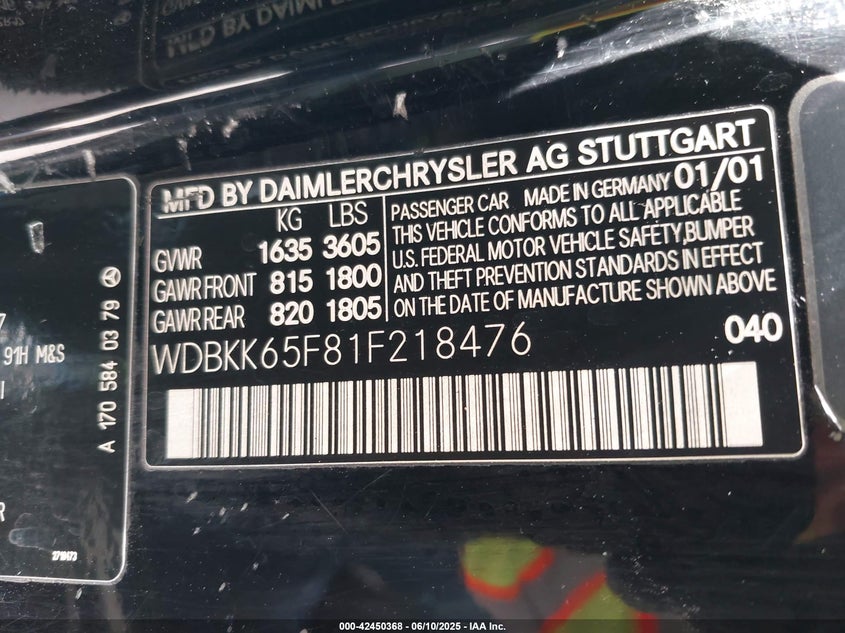 MFD BY DAIMLERCHRYSLER AG STUTTGART
KG LBS
GVWR 1635 3605
GAWR FRONT 815 1800
GAWR REAR 820 1805
PASSENGER CAR MADE IN GERMANY 01/01
THIS VEHICLE CONFORMS TO ALL APPLICABLE
U.S. FEDERAL MOTOR VEHICLE SAFETY, BUMPER
AND THEFT PREVENTION STANDARDS IN EFFECT
ON THE DATE OF MANUFACTURE SHOWN ABOVE
WDBKK65F81F218476 040
91H M&S
A 170 584 03 79
000-42450368 - 06/10/2025 - IAA Inc.